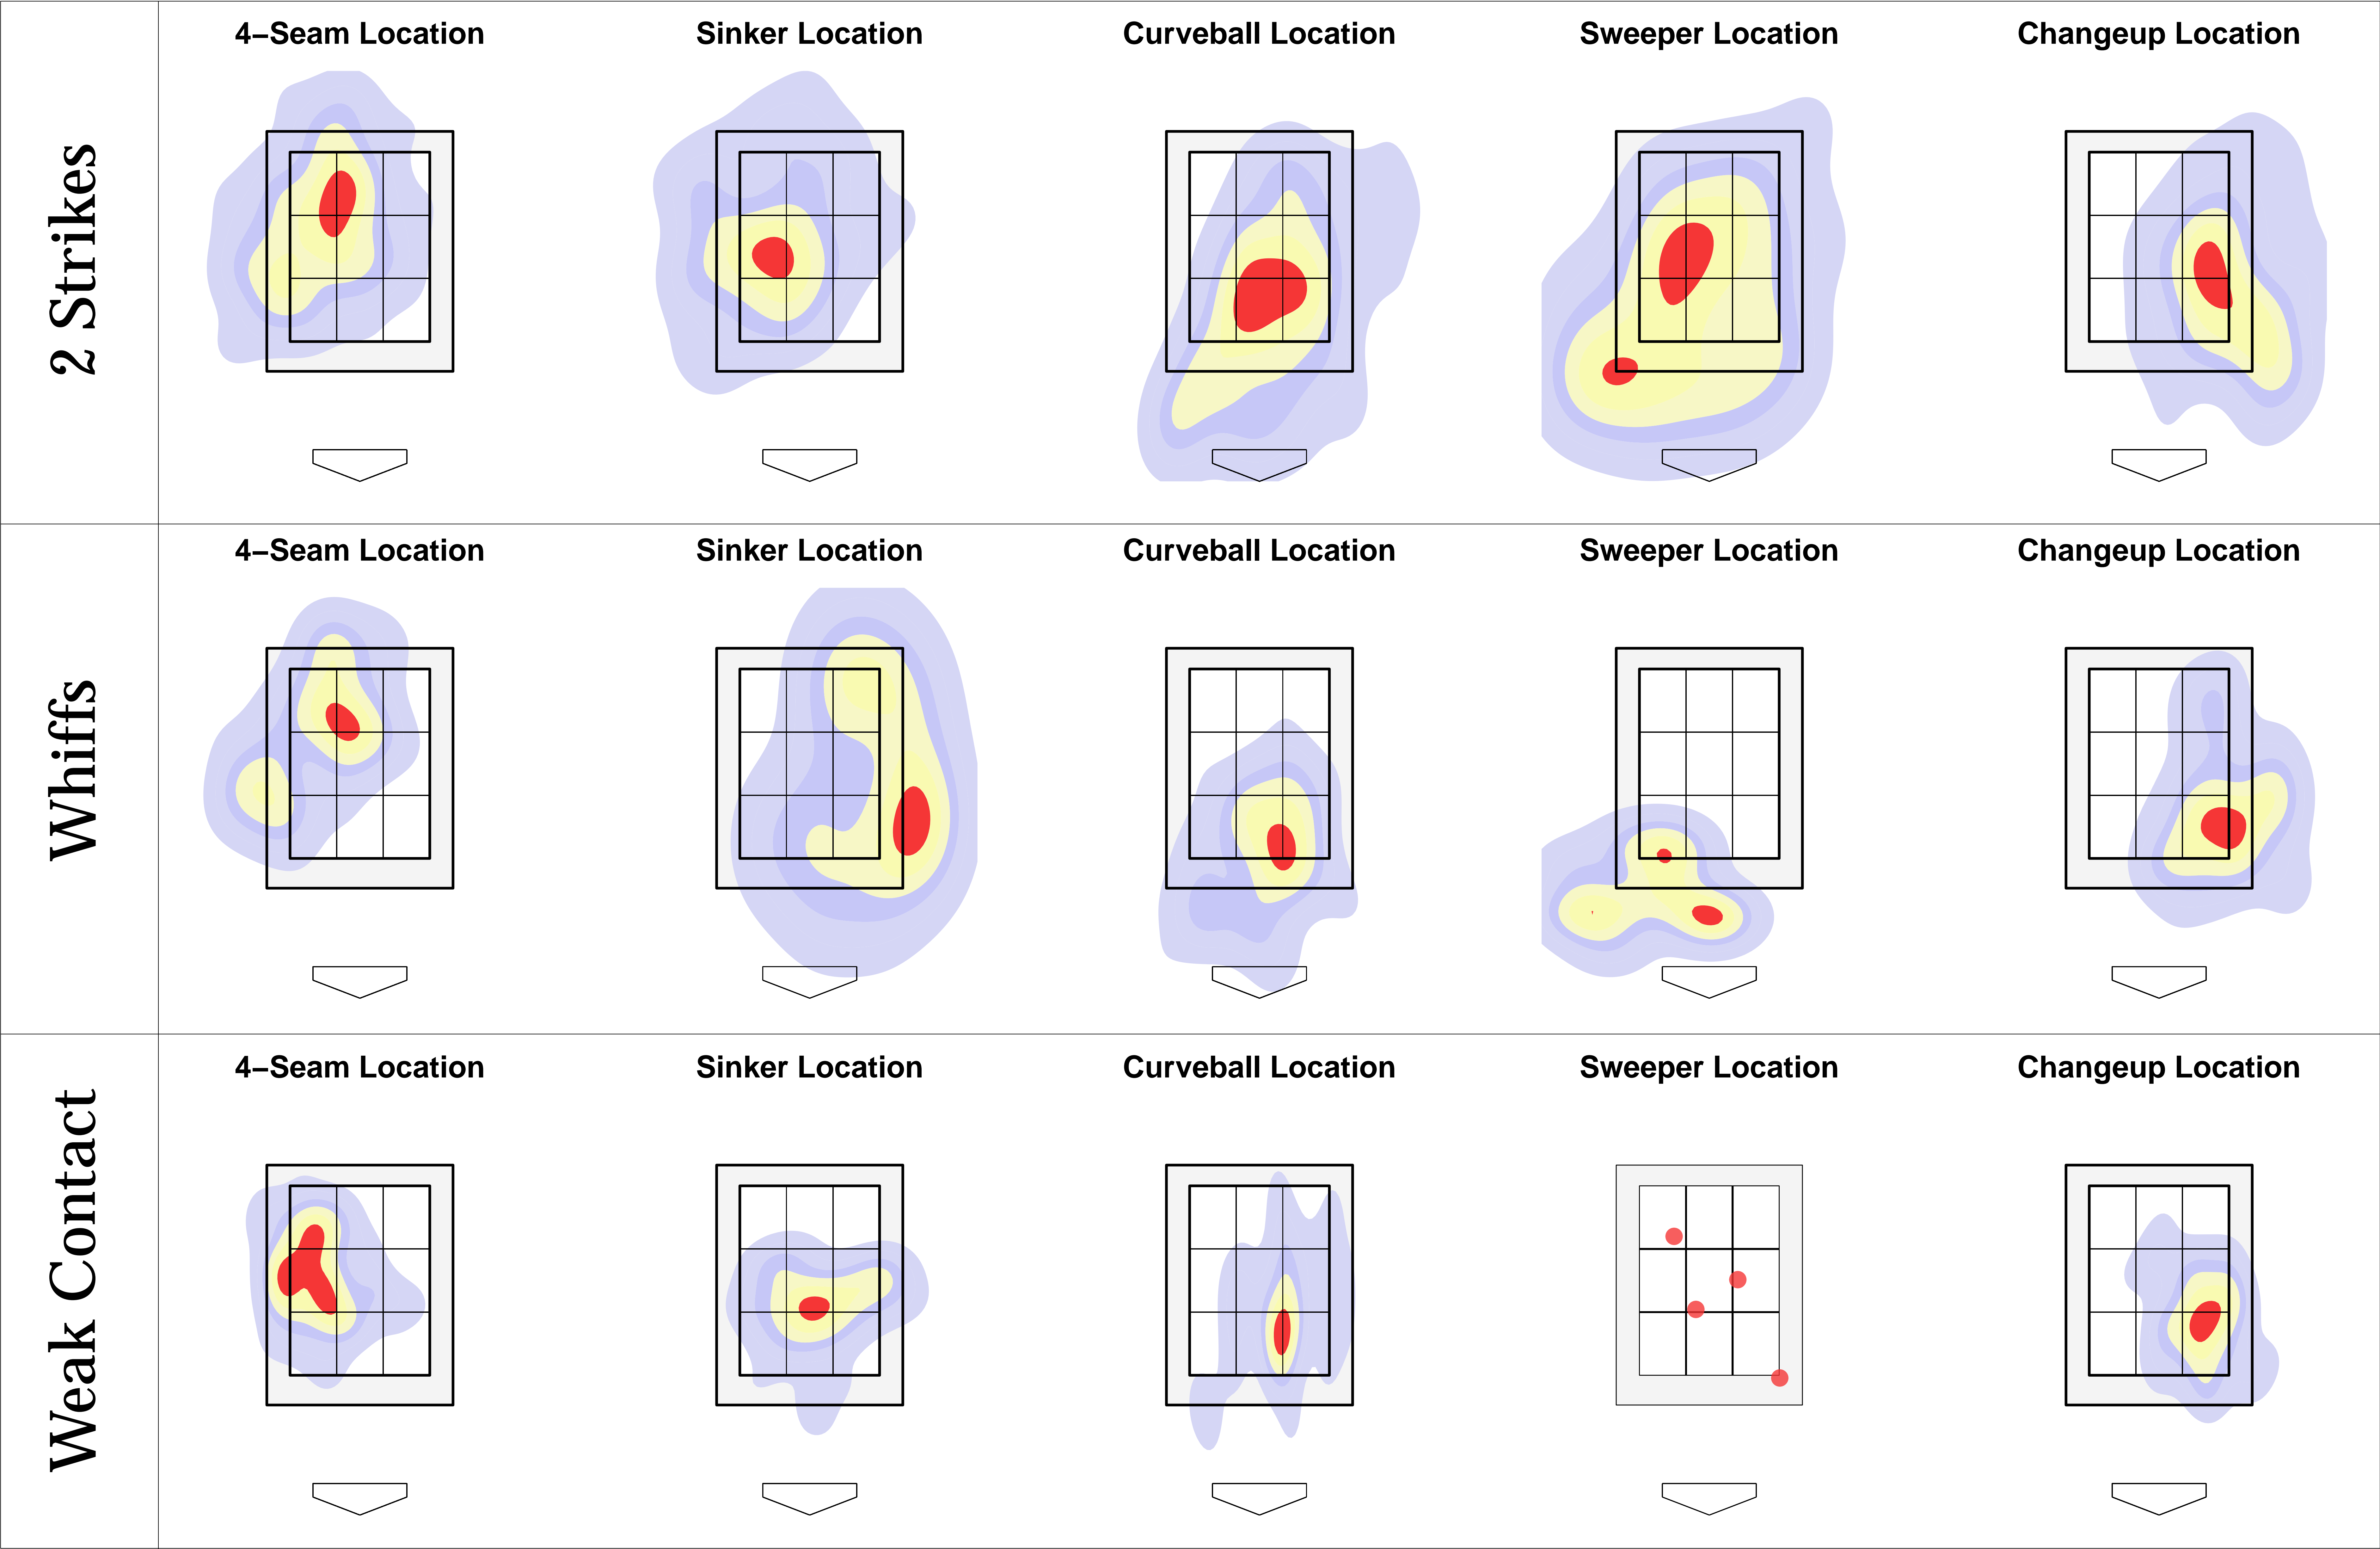 2 Strikes
4−Seam Location
Sinker Location
Curveball Location
Sweeper Location
Changeup Location
Whiffs
4−Seam Location
Sinker Location
Curveball Location
Sweeper Location
Changeup Location
Weak Contact
4−Seam Location
Sinker Location
Curveball Location
Sweeper Location
Changeup Location